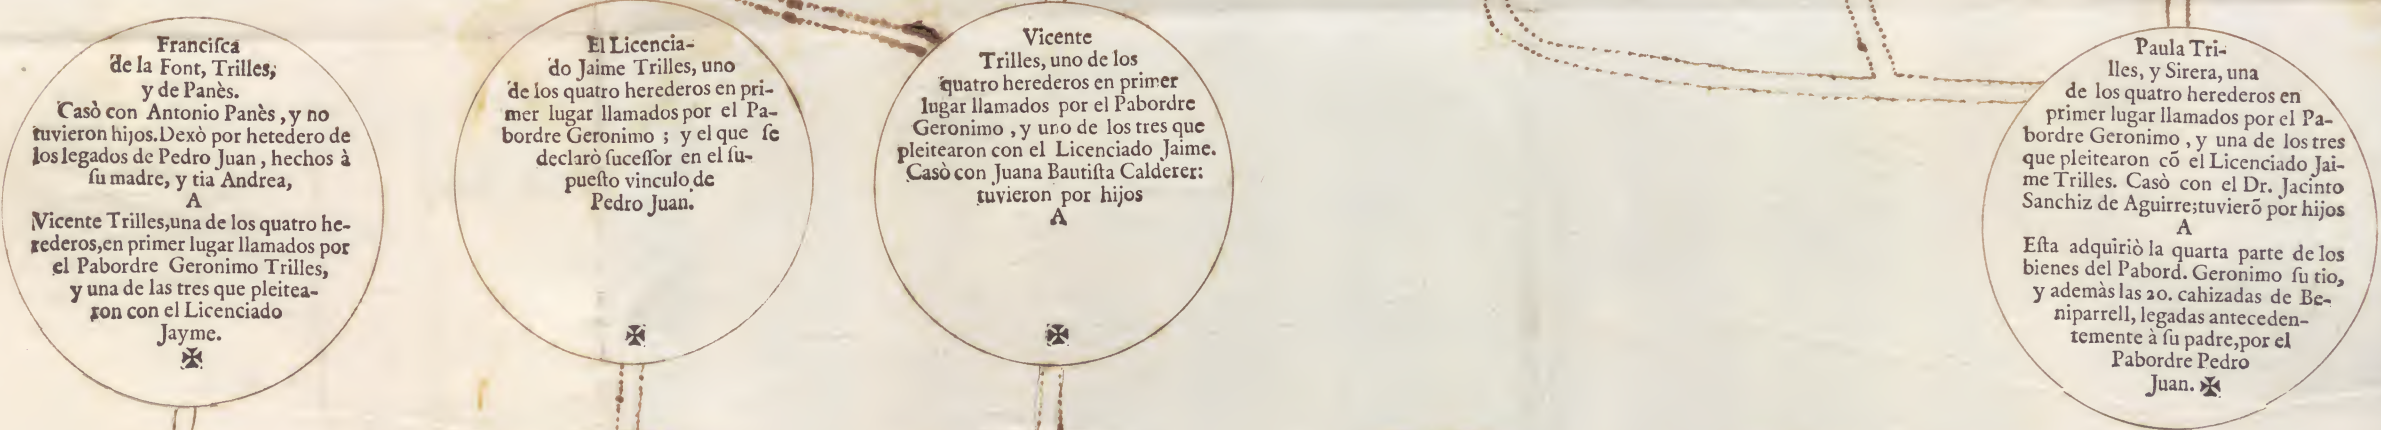 Franciſca
de la Font, Trilles,
y de Panès.
Casò con Antonio Panès, y no
tuvieron hijos. Dexò por hetedero de
los legados de Pedro Juan, hechos à
ſu madre, y tia Andrea,
A
Vicente Trilles, una de los quatro he-
rederos, en primer lugar llamados por
el Pabordre Geronimo Trilles,
y una de las tres que pleitea-
ron con el Licenciado
Jayme.
✠
El Licencia-
do Jaime Trilles, uno
de los quatro herederos en pri-
mer lugar llamados por el Pa-
bordre Geronimo; y el que ſe
declarò ſuceſſor en el ſu-
pueſto vinculo de
Pedro Juan.
✠
Vicente
Trilles, uno de los
quatro herederos en primer
lugar llamados por el Pabordre
Geronimo, y uno de los tres que
pleitearon con el Licenciado Jaime.
Casò con Juana Bautiſta Calderer:
tuvieron por hijos
A
✠
Paula Tri-
lles, y Sirera, una
de los quatro herederos en
primer lugar llamados por el Pa-
bordre Geronimo, y una de los tres
que pleitearon cõ el Licenciado Jai-
me Trilles. Casò con el Dr. Jacinto
Sanchiz de Aguirre; tuvierõ por hijos
A
Eſta adquiriò la quarta parte de los
bienes del Pabord. Geronimo ſu tio,
y ademàs las 20. cahizadas de Be-
niparrell, legadas anteceden-
temente à ſu padre, por el
Pabordre Pedro
Juan. ✠